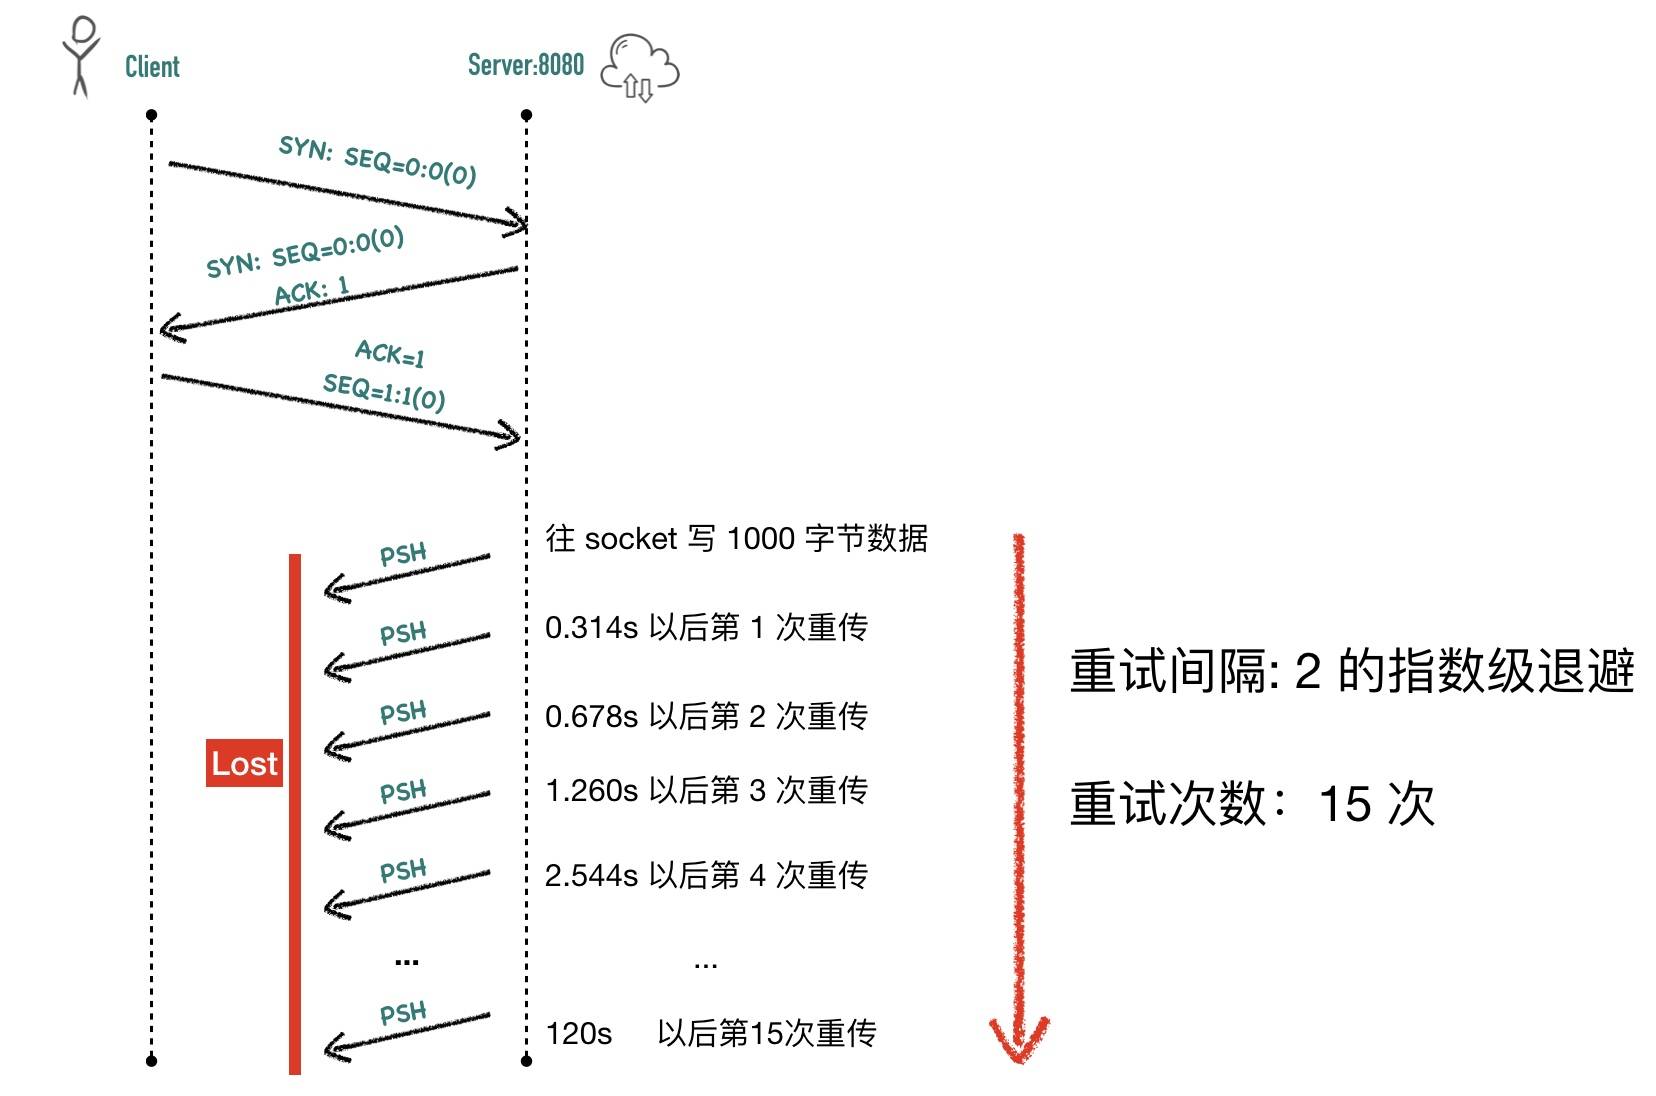 Client
Server:8080
SYN: SEQ=0:0(0)
SYN: SEQ=0:0(0)
ACK: 1
ACK=1
SEQ=1:1(0)
PSH
往 socket 写 1000 字节数据
PSH
0.314s 以后第 1 次重传
PSH
0.678s 以后第 2 次重传
Lost
PSH
1.260s 以后第 3 次重传
PSH
2.544s 以后第 4 次重传
...
...
PSH
120s 以后第15次重传
重试间隔: 2 的指数级退避
重试次数：15 次